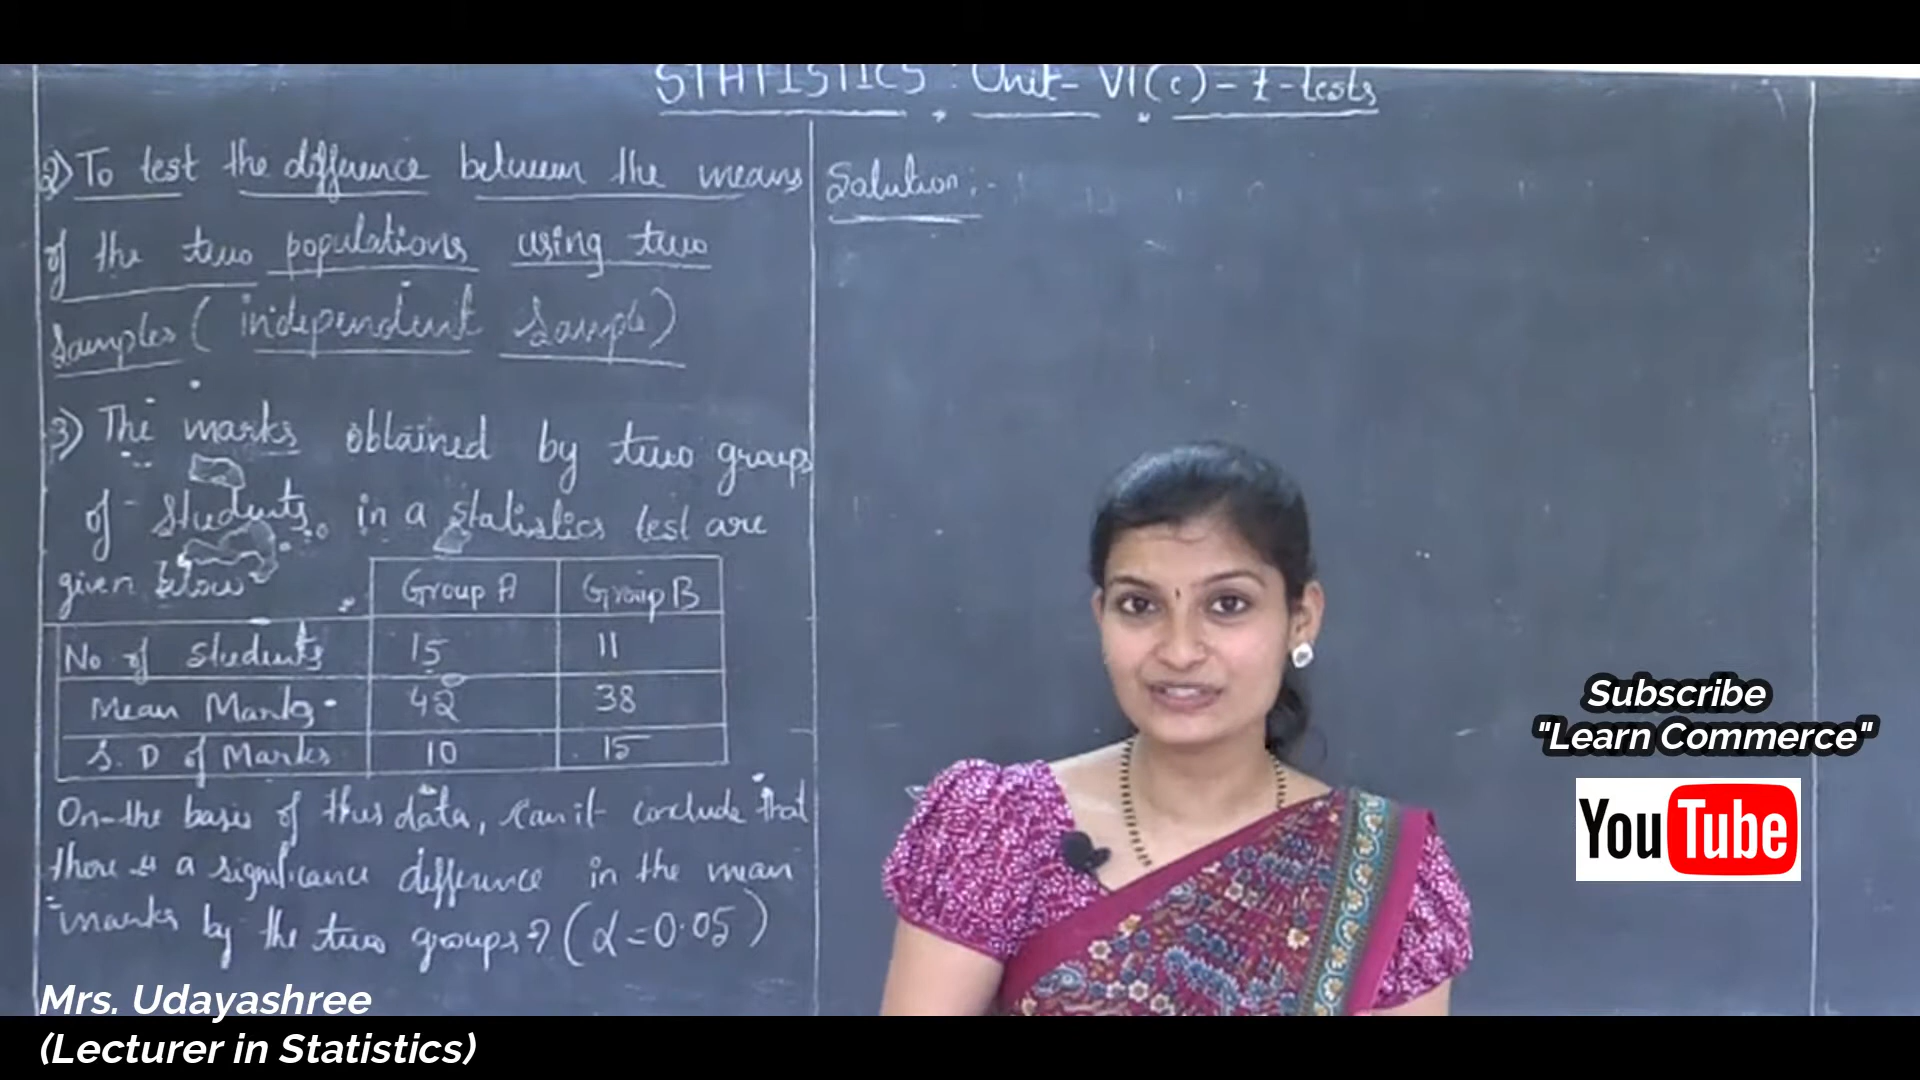 STATISTICS : Unit- VI(c) - t-tests
2) To test the difference between the means
of the two populations using two
Samples ( independent Sample)
3) The marks obtained by two groups
of students in a statistics test are
given below
Group A Group B
No of Students 15 11
Mean Marks 42 38
S. D of Marks 10 15
On the basis of this data, can it conclude that
there is a significance difference in the mean
marks by the two groups? (α = 0.05)
Solution :-
Subscribe
"Learn Commerce"
YouTube
Mrs. Udayashree
(Lecturer in Statistics)